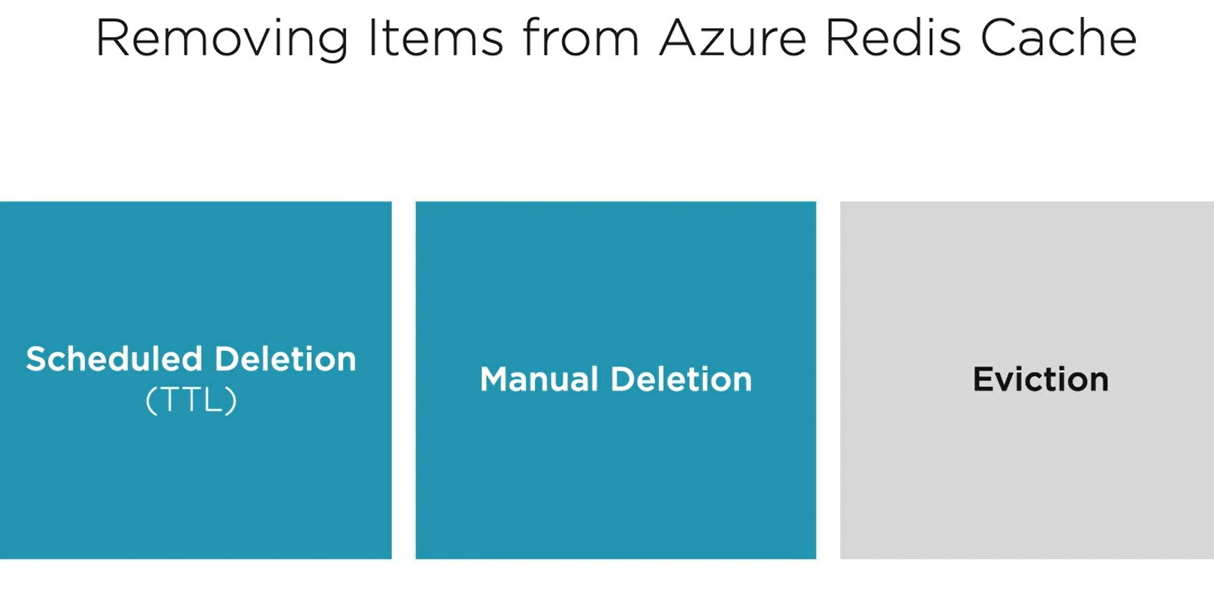 Removing Items from Azure Redis Cache
Scheduled Deletion
(TTL)
Manual Deletion
Eviction